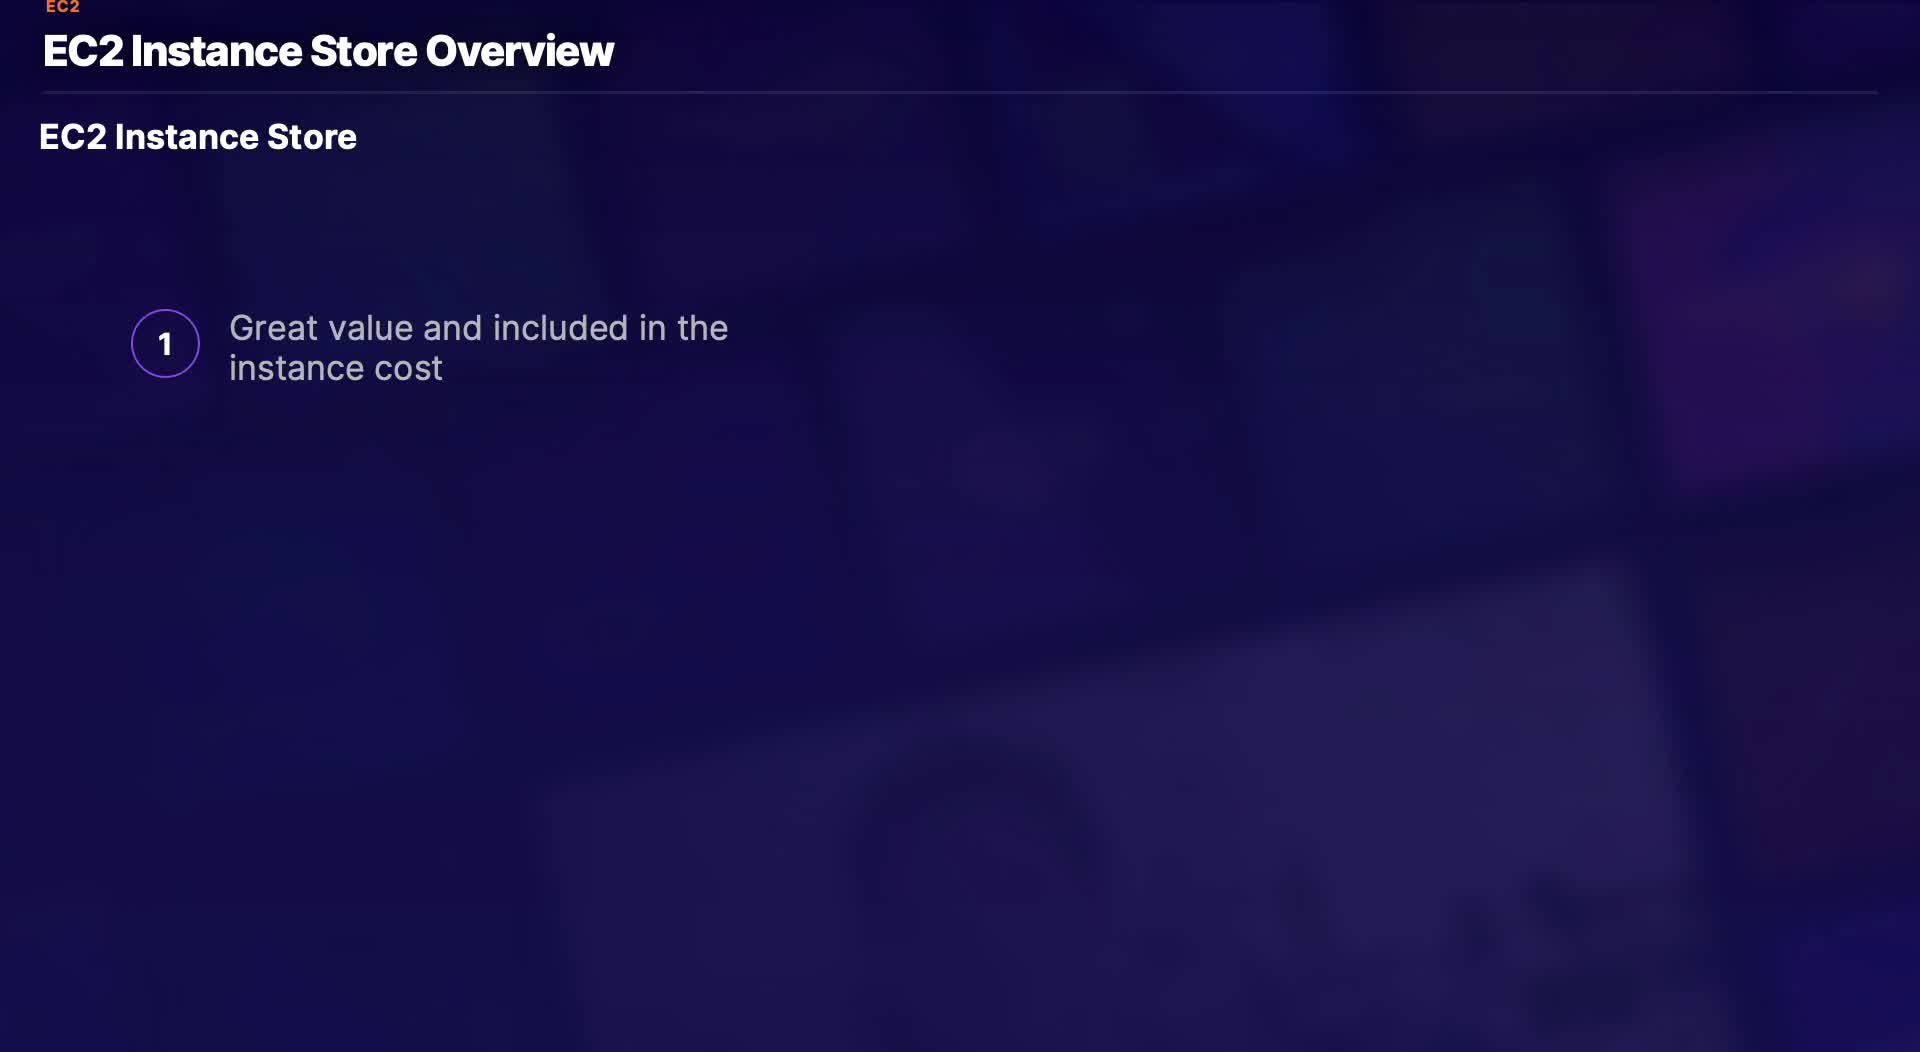 EC2
EC2 Instance Store Overview
EC2 Instance Store
1
Great value and included in the
instance cost